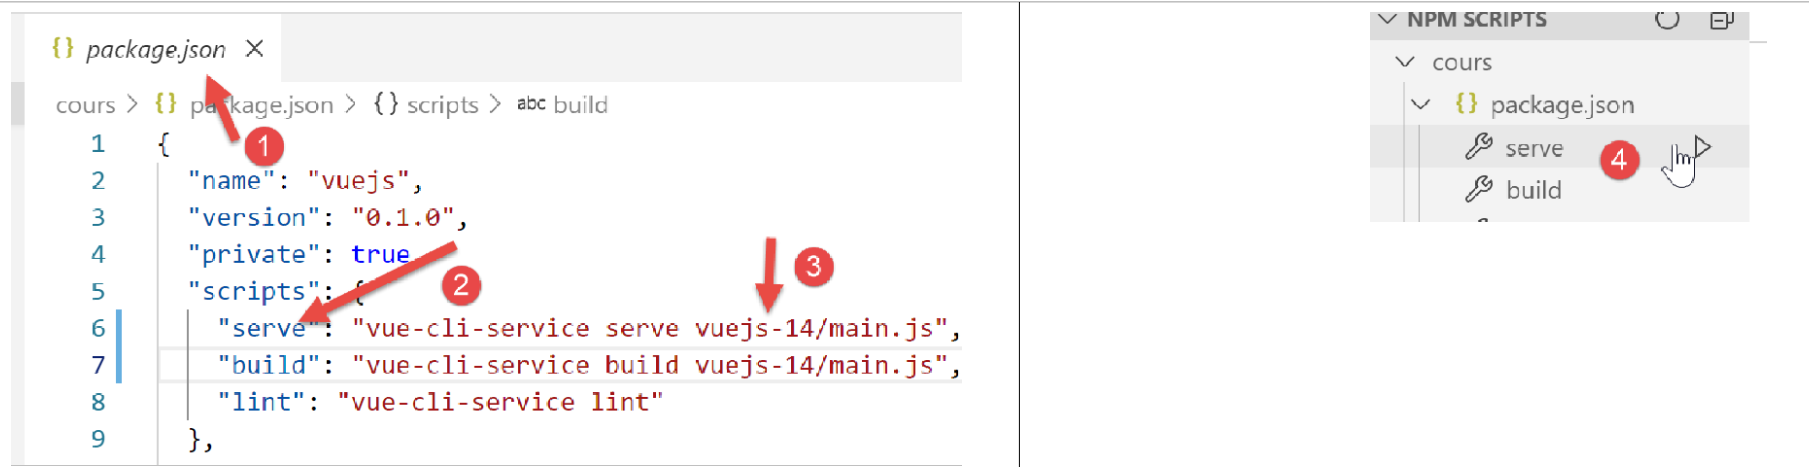 {} package.json ×
cours > {} package.json > {} scripts > abc build
1
1 {
2 "name": "vuejs",
3 "version": "0.1.0",
4 "private": true
2
3
5 "scripts": {
6 "serve": "vue-cli-service serve vuejs-14/main.js",
7 "build": "vue-cli-service build vuejs-14/main.js",
8 "lint": "vue-cli-service lint"
9 },
NPM SCRIPTS
cours
{} package.json
serve
4
build